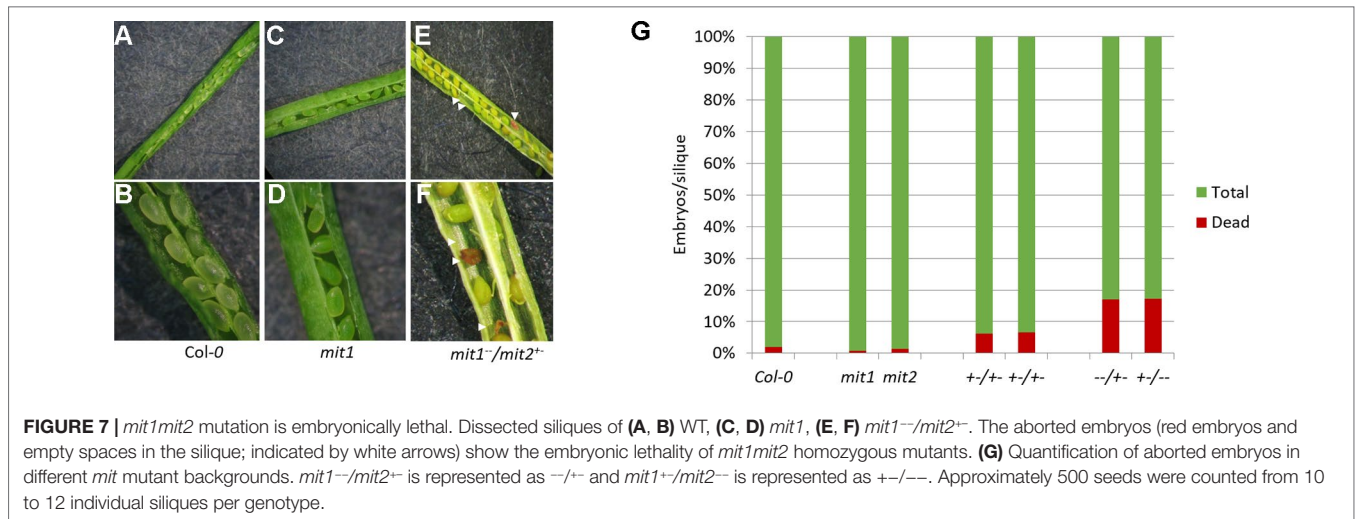 A
C
E
B
D
F
Col-0
mit1
mit1--/mit2+-
G
100%
90%
80%
70%
60%
50%
40%
30%
20%
10%
0%
Embryos/silique
Col-0 mit1 mit2 +-/+- +-/+- --/+- +-/--
Total
Dead
FIGURE 7 | mit1mit2 mutation is embryonically lethal. Dissected siliques of (A, B) WT, (C, D) mit1, (E, F) mit1−−/mit2+−. The aborted embryos (red embryos and
empty spaces in the silique; indicated by white arrows) show the embryonic lethality of mit1mit2 homozygous mutants. (G) Quantification of aborted embryos in
different mit mutant backgrounds. mit1−−/mit2+− is represented as −−/+− and mit1+−/mit2−− is represented as +−/−−. Approximately 500 seeds were counted from 10
to 12 individual siliques per genotype.